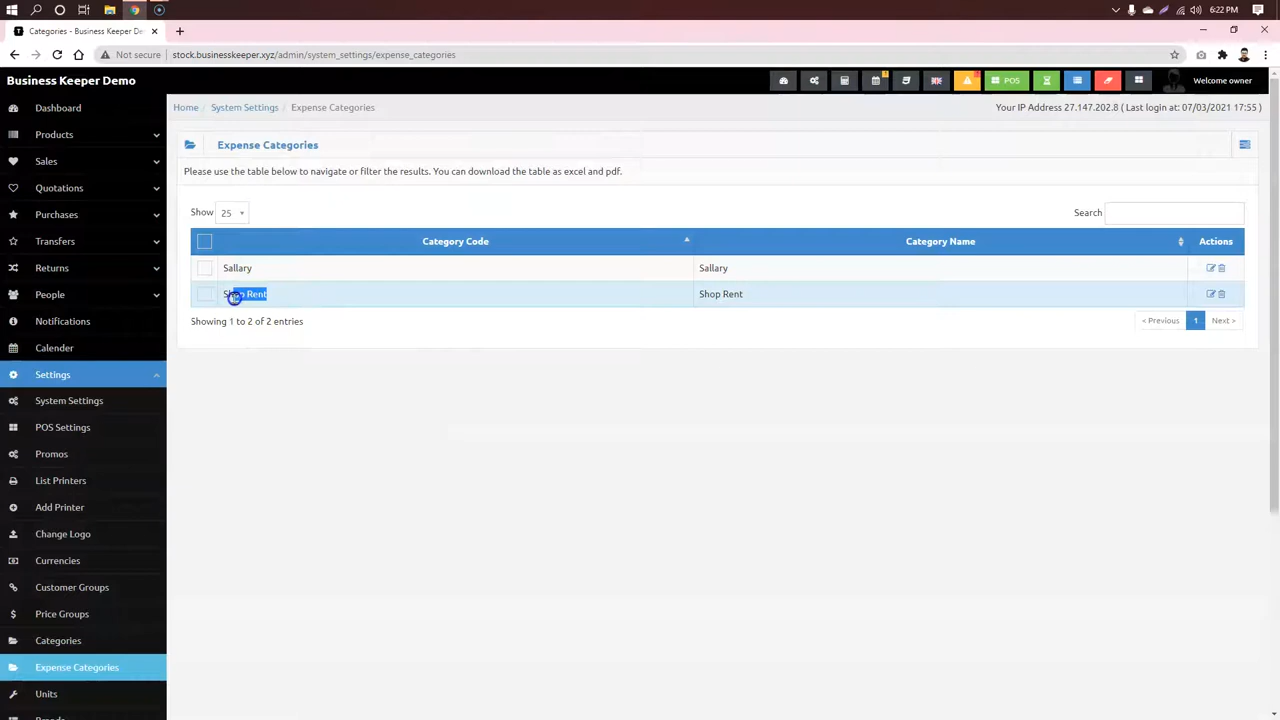 6:22 PM
Categories - Business Keeper De
Not secure
stock.businesskeeper.xyz/admin/system_settings/expense_categories
Business Keeper Demo
POS
Welcome owner
Dashboard
Products
Sales
Quotations
Purchases
Transfers
Returns
People
Notifications
Calender
Settings
System Settings
POS Settings
Promos
List Printers
Add Printer
Change Logo
Currencies
Customer Groups
Price Groups
Categories
Expense Categories
Units
Home / System Settings / Expense Categories
Your IP Address 27.147.202.8 ( Last login at: 07/03/2021 17:55 )
Expense Categories
Please use the table below to navigate or filter the results. You can download the table as excel and pdf.
Show 25
Search
Category Code Category Name Actions
Sallary Sallary
Shop Rent Shop Rent
Showing 1 to 2 of 2 entries
< Previous 1 Next >